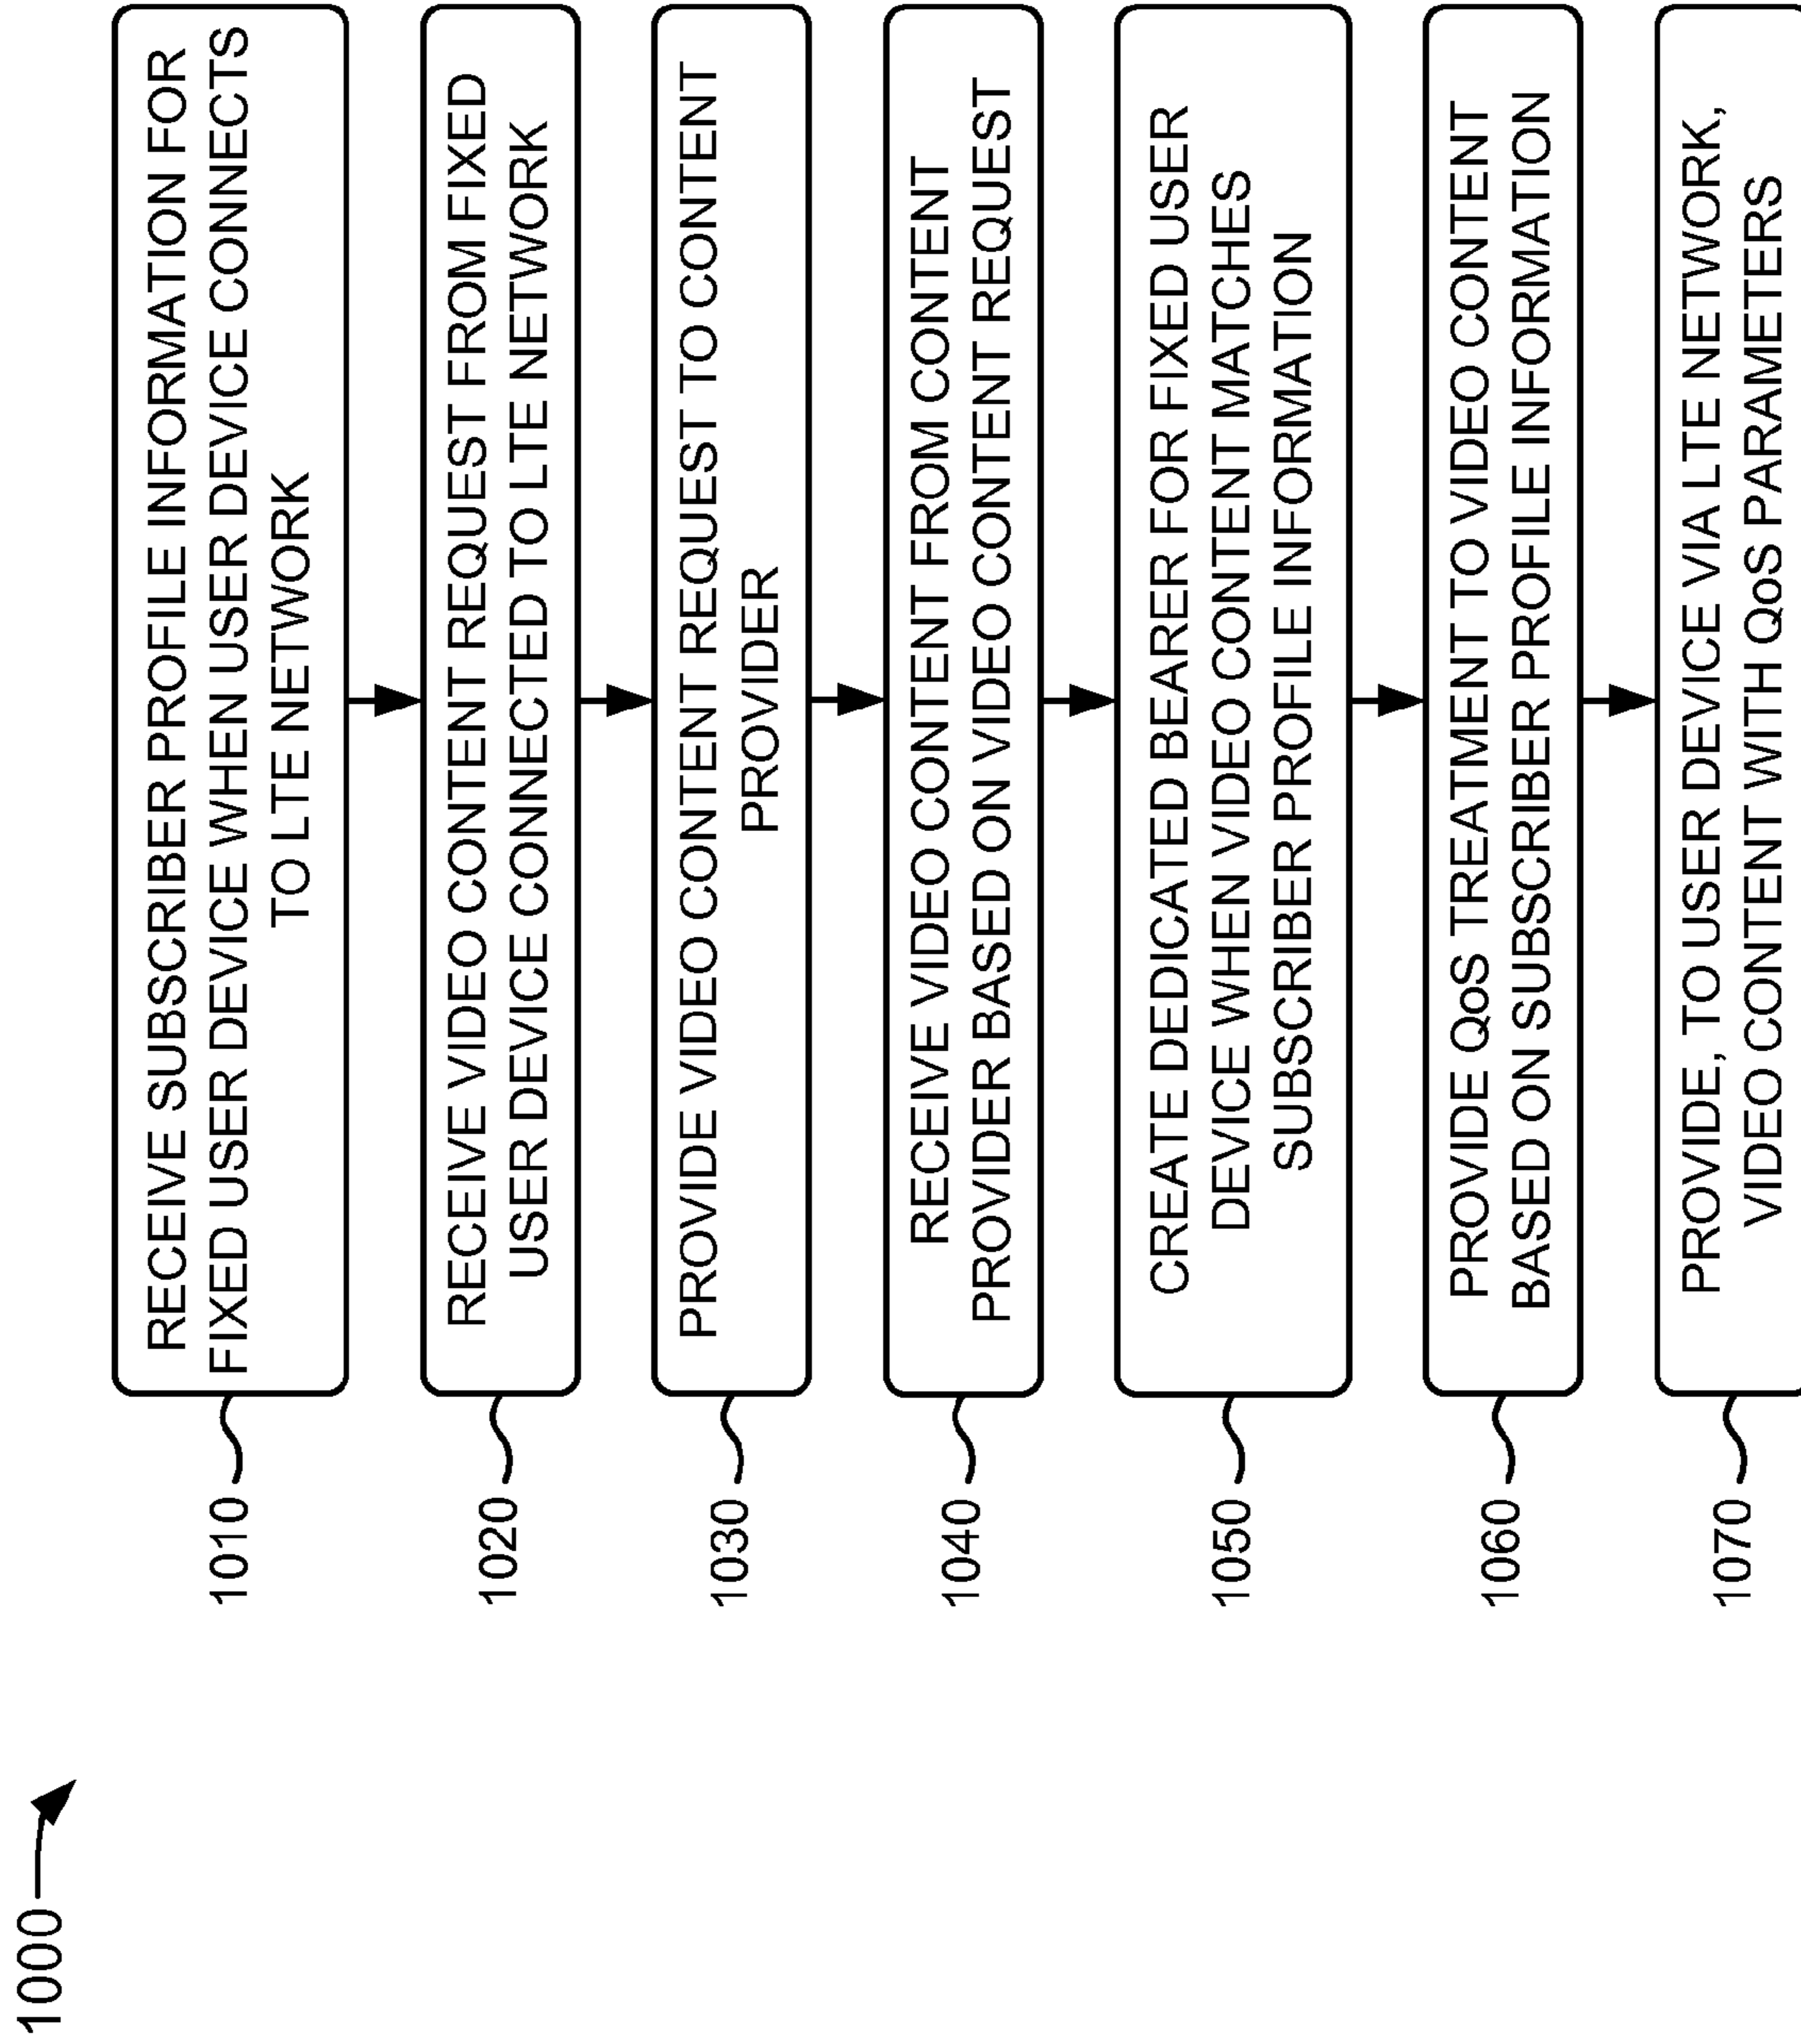 1000
1010
RECEIVE SUBSCRIBER PROFILE INFORMATION FOR
FIXED USER DEVICE WHEN USER DEVICE CONNECTS
TO LTE NETWORK
1020
RECEIVE VIDEO CONTENT REQUEST FROM FIXED
USER DEVICE CONNECTED TO LTE NETWORK
1030
PROVIDE VIDEO CONTENT REQUEST TO CONTENT
PROVIDER
1040
RECEIVE VIDEO CONTENT FROM CONTENT
PROVIDER BASED ON VIDEO CONTENT REQUEST
1050
CREATE DEDICATED BEARER FOR FIXED USER
DEVICE WHEN VIDEO CONTENT MATCHES
SUBSCRIBER PROFILE INFORMATION
1060
PROVIDE QoS TREATMENT TO VIDEO CONTENT
BASED ON SUBSCRIBER PROFILE INFORMATION
1070
PROVIDE, TO USER DEVICE VIA LTE NETWORK,
VIDEO CONTENT WITH QoS PARAMETERS